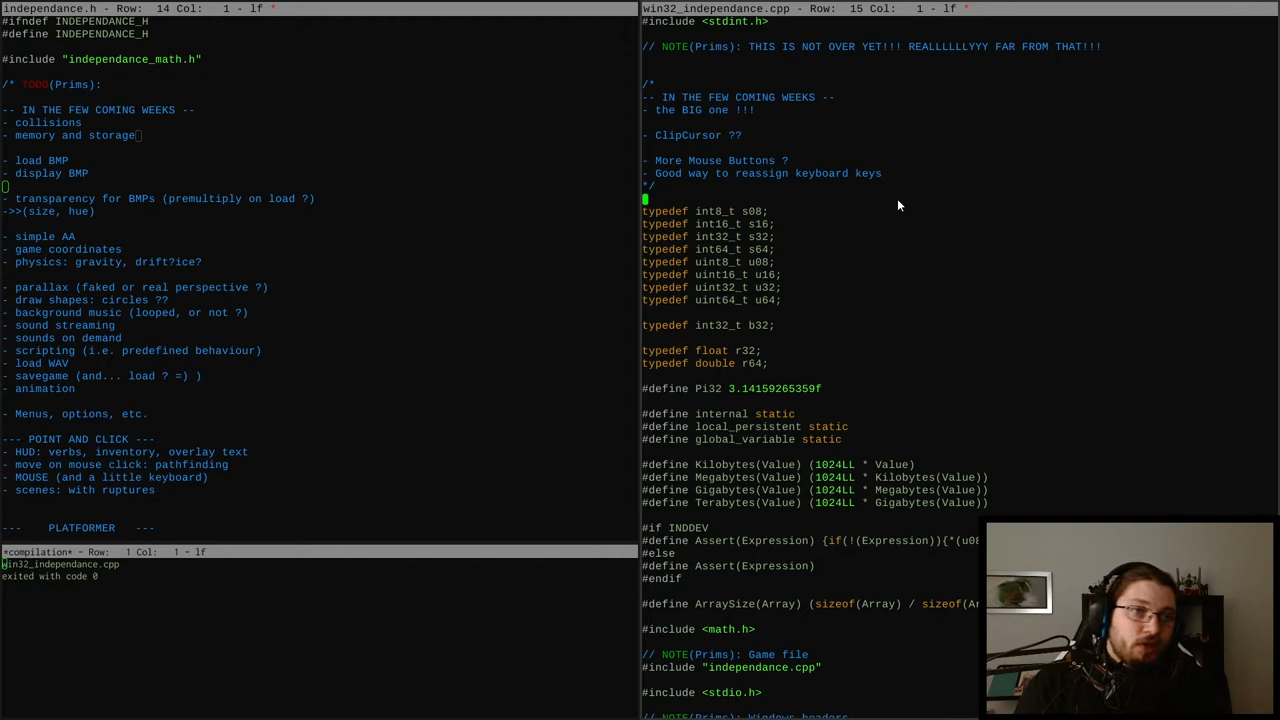 independance.h - Row: 14 Col: 1 - lf *
#ifndef INDEPENDANCE_H
#define INDEPENDANCE_H
#include "independance_math.h"
/* TODO(Prims):
-- IN THE FEW COMING WEEKS --
- collisions
- memory and storage
- load BMP
- display BMP
- transparency for BMPs (premultiply on load ?)
->>(size, hue)
- simple AA
- game coordinates
- physics: gravity, drift?ice?
- parallax (faked or real perspective ?)
- draw shapes: circles ??
- background music (looped, or not ?)
- sound streaming
- sounds on demand
- scripting (i.e. predefined behaviour)
- load WAV
- savegame (and... load ? =) )
- animation
- Menus, options, etc.
--- POINT AND CLICK ---
- HUD: verbs, inventory, overlay text
- move on mouse click: pathfinding
- MOUSE (and a little keyboard)
- scenes: with ruptures
--- PLATFORMER ---
*compilation* - Row: 1 Col: 1 - lf
win32_independance.cpp
exited with code 0
win32_independance.cpp - Row: 15 Col: 1 - lf *
#include <stdint.h>
// NOTE(Prims): THIS IS NOT OVER YET!!! REALLLLLLYYY FAR FROM THAT!!!
/*
-- IN THE FEW COMING WEEKS --
- the BIG one !!!
- ClipCursor ??
- More Mouse Buttons ?
- Good way to reassign keyboard keys
*/
typedef int8_t s08;
typedef int16_t s16;
typedef int32_t s32;
typedef int64_t s64;
typedef uint8_t u08;
typedef uint16_t u16;
typedef uint32_t u32;
typedef uint64_t u64;
typedef int32_t b32;
typedef float r32;
typedef double r64;
#define Pi32 3.14159265359f
#define internal static
#define local_persistent static
#define global_variable static
#define Kilobytes(Value) (1024LL * Value)
#define Megabytes(Value) (1024LL * Kilobytes(Value))
#define Gigabytes(Value) (1024LL * Megabytes(Value))
#define Terabytes(Value) (1024LL * Gigabytes(Value))
#if INDDEV
#define Assert(Expression) {if(!(Expression)){*(u08
#else
#define Assert(Expression)
#endif
#define ArraySize(Array) (sizeof(Array) / sizeof(Ar
#include <math.h>
// NOTE(Prims): Game file
#include "independance.cpp"
#include <stdio.h>
// NOTE(Prims): Windows headers